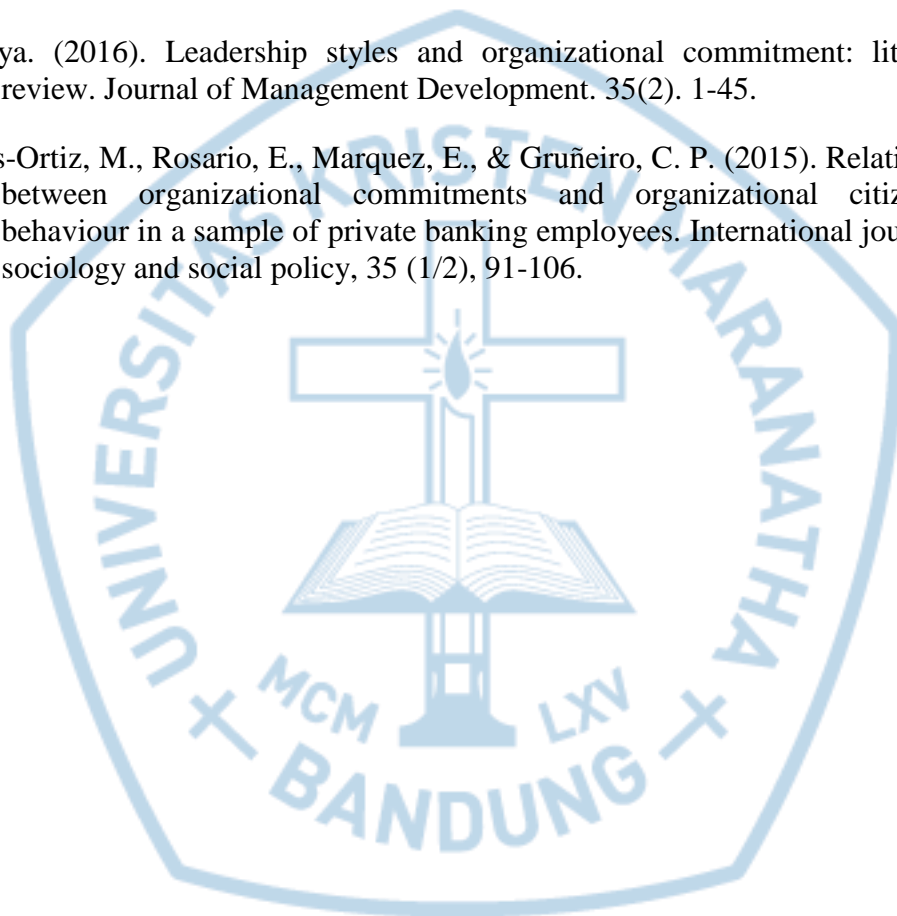 ya. (2016). Leadership styles and organizational commitment: lit
review. Journal of Management Development. 35(2). 1-45.
s-Ortiz, M., Rosario, E., Marquez, E., & Gruñeiro, C. P. (2015). Relati
between organizational commitments and organizational citiz
behaviour in a sample of private banking employees. International jou
sociology and social policy, 35 (1/2), 91-106.
UNIVERSITAS KRISTEN MARANATHA
MCM LXV
BANDUNG